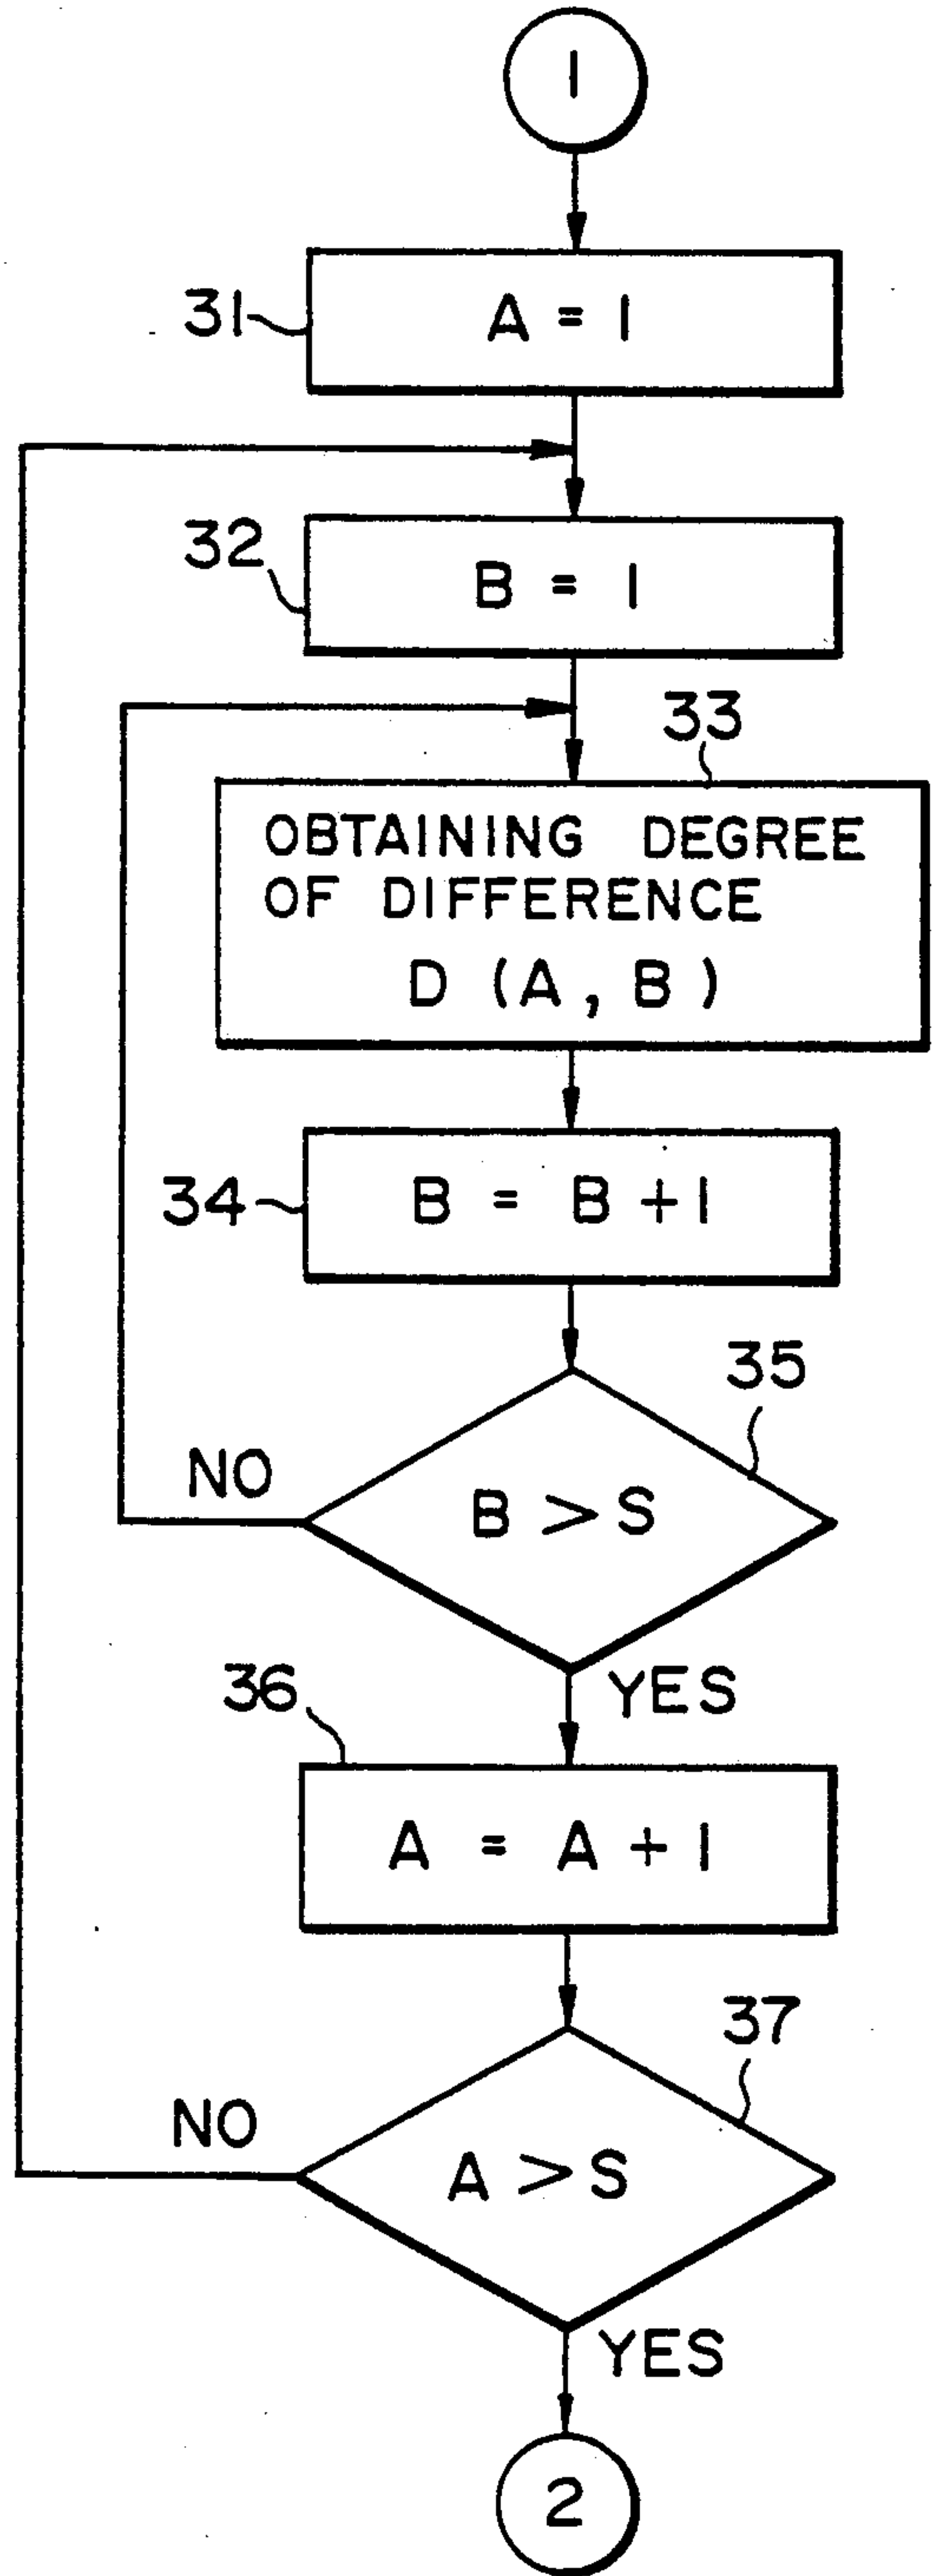 1
31
A = 1
32
B = 1
33
OBTAINING DEGREE
OF DIFFERENCE
D (A, B)
34
B = B + 1
35
NO
B > S
YES
36
A = A + 1
37
NO
A > S
YES
2